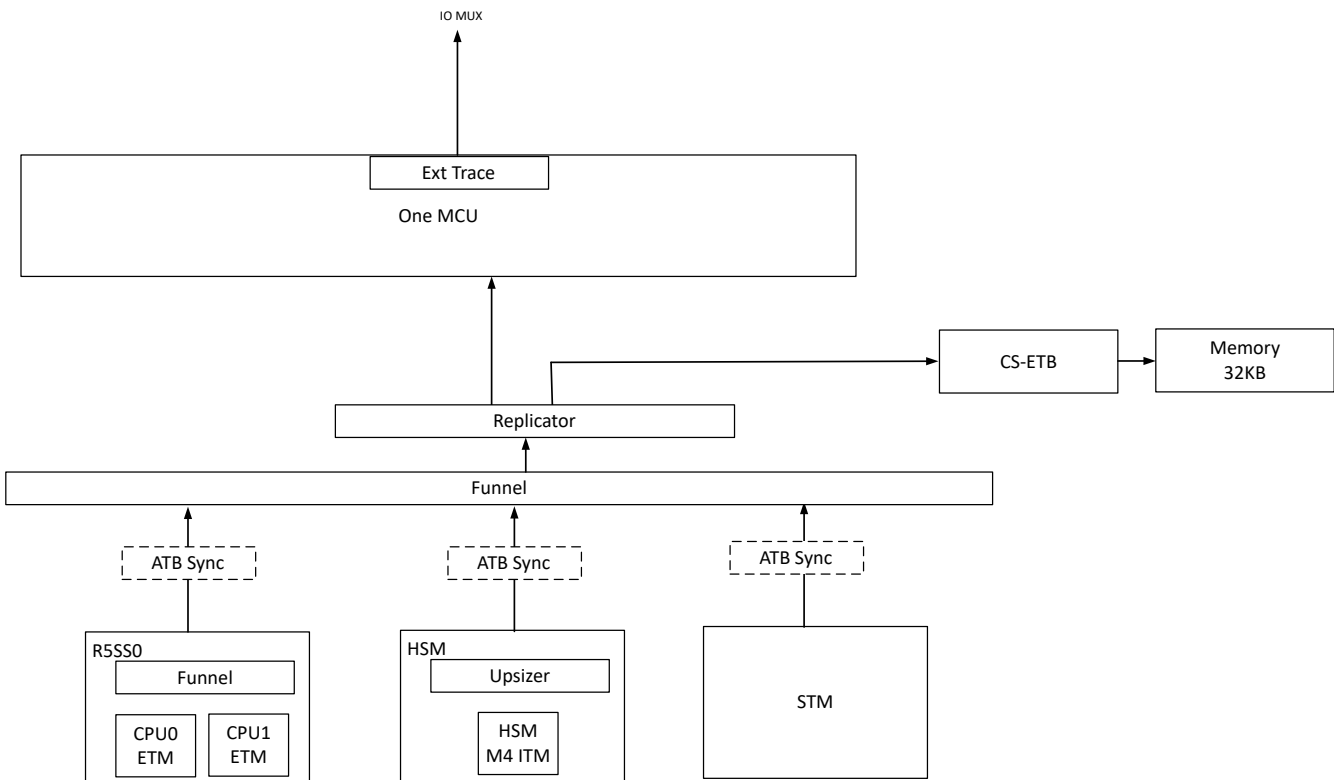 IO MUX
Ext Trace
One MCU
CS-ETB
Memory
32KB
Replicator
Funnel
ATB Sync
ATB Sync
ATB Sync
R5SS0
Funnel
CPU0
ETM
CPU1
ETM
HSM
Upsizer
HSM
M4 ITM
STM